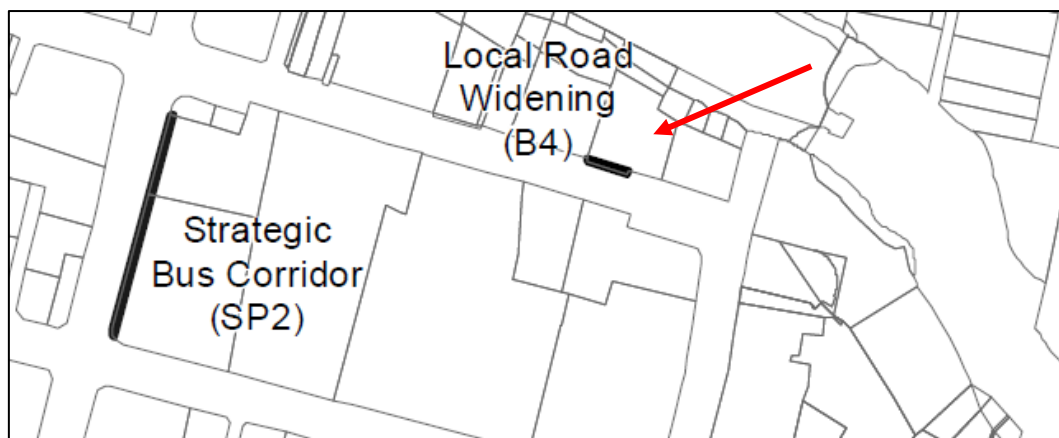 Local Road
Widening
(B4)
Strategic
Bus Corridor
(SP2)